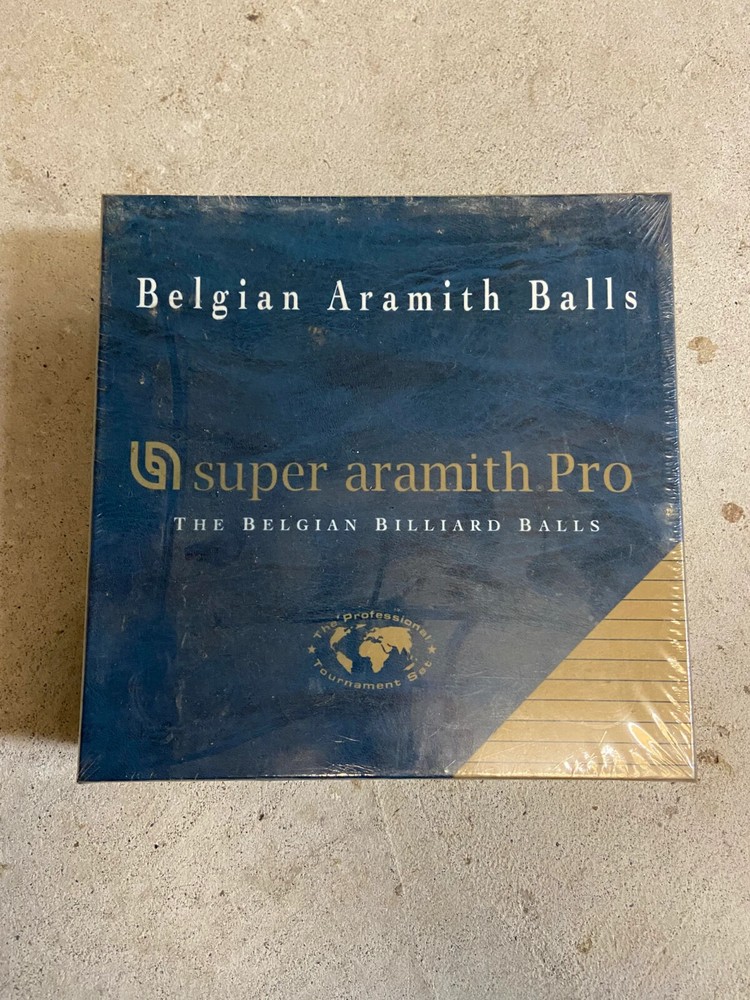 Belgian Aramith Balls
super aramith Pro
THE BELGIAN BILLIARD BALLS
The Professional
Tournament Set